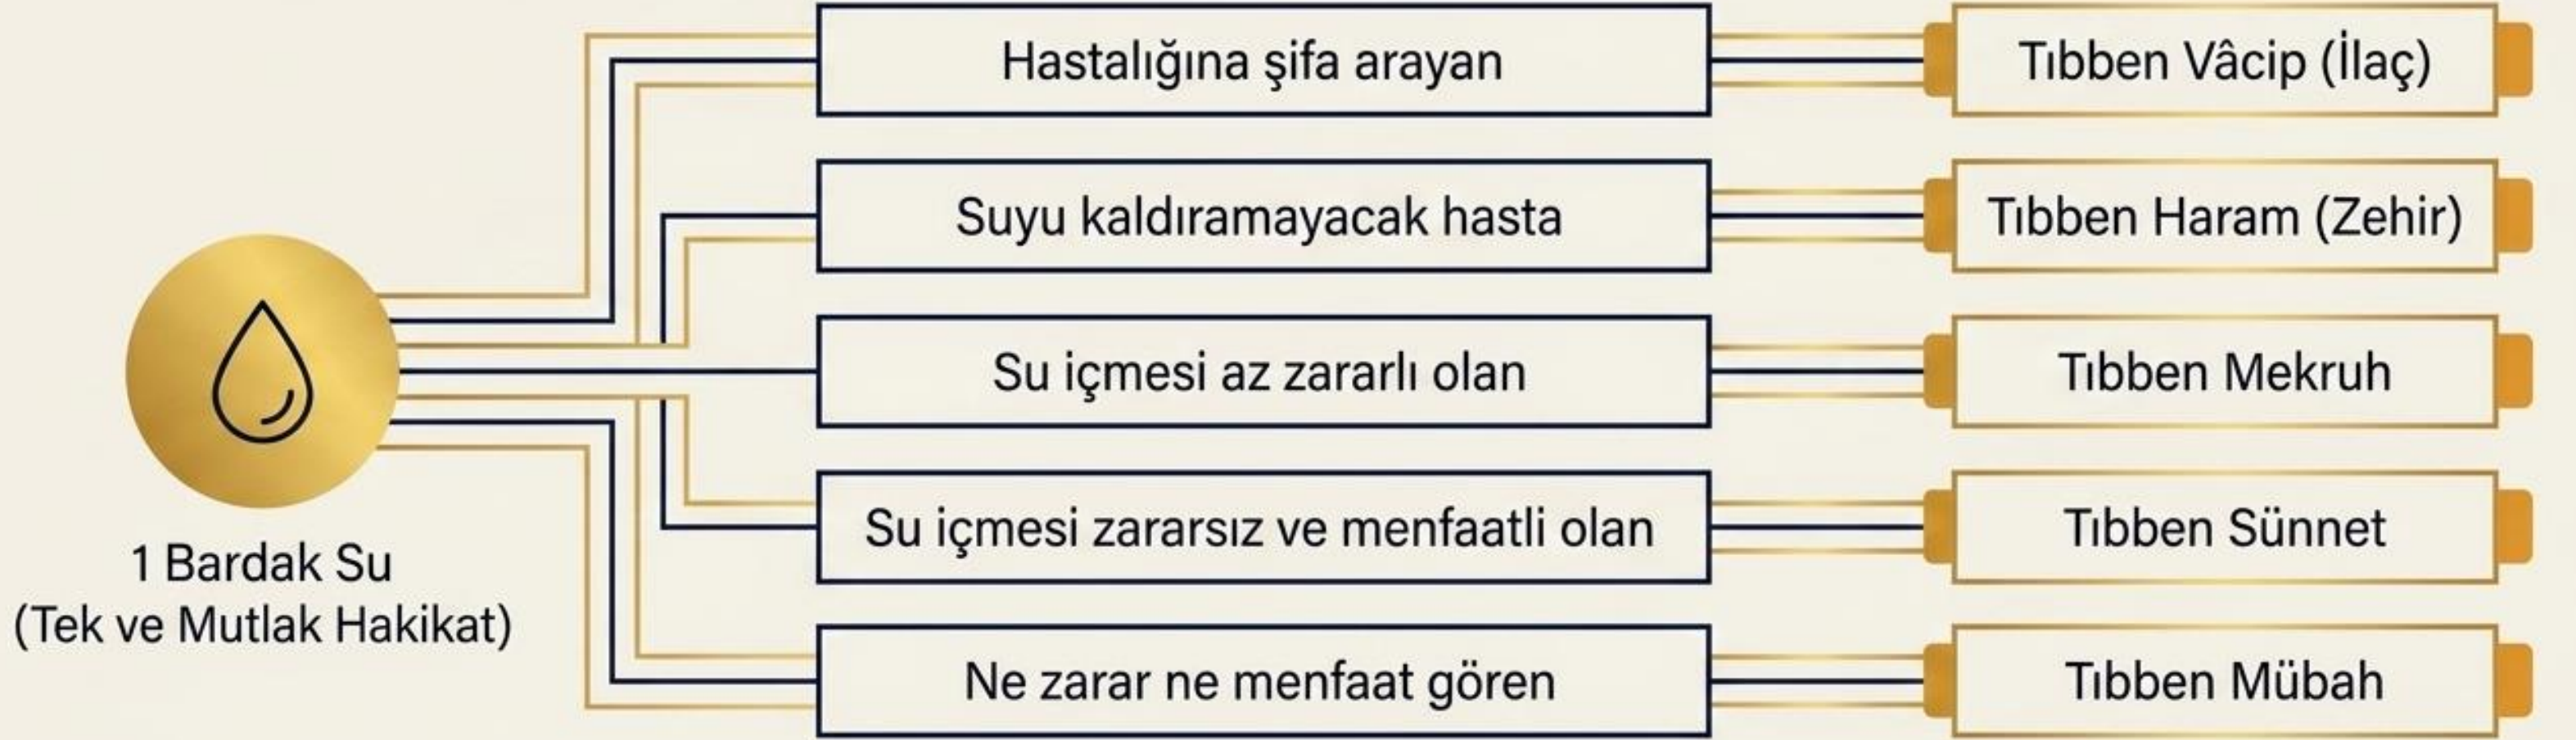 Hastalığına şifa arayan
Tıbben Vâcip (İlaç)
Suyu kaldıramayacak hasta
Tıbben Haram (Zehir)
Su içmesi az zararlı olan
Tıbben Mekruh
Su içmesi zararsız ve menfaatli olan
Tıbben Sünnet
Ne zarar ne menfaat gören
Tıbben Mübah
1 Bardak Su
(Tek ve Mutlak Hakikat)